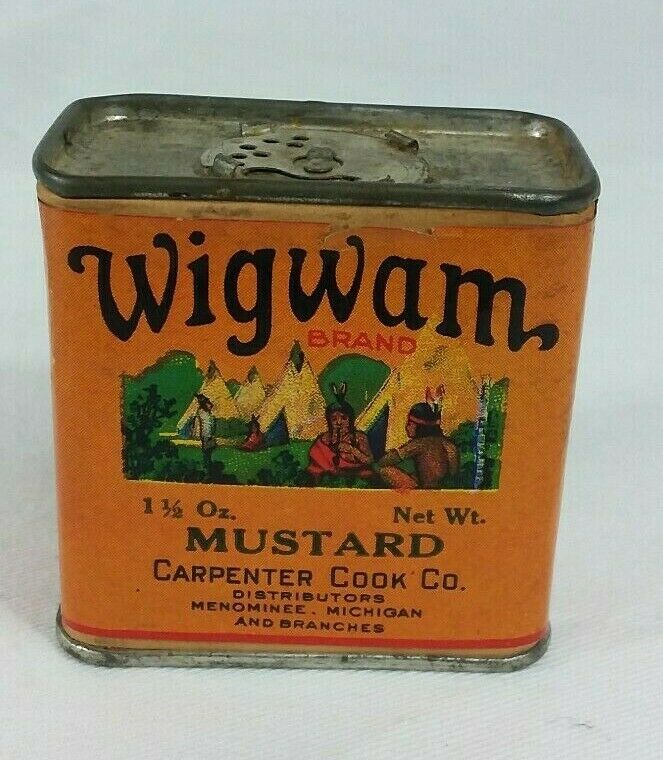 Wigwam
BRAND
1½ Oz. Net Wt.
MUSTARD
CARPENTER COOK CO.
DISTRIBUTORS
MENOMINEE. MICHIGAN
AND BRANCHES